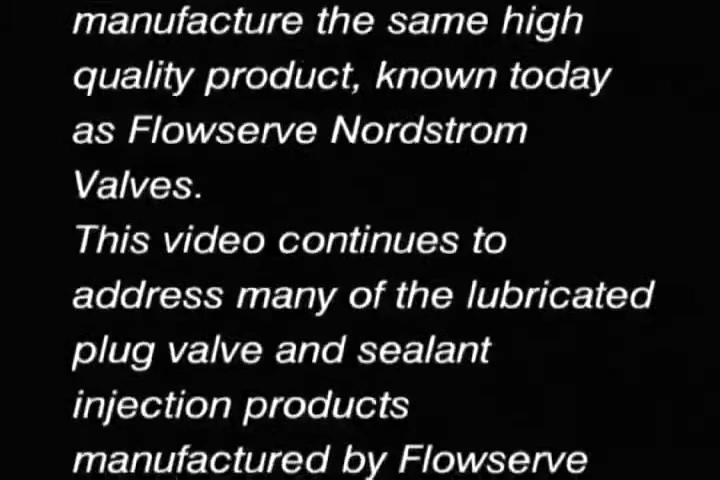 manufacture the same high
quality product, known today
as Flowserve Nordstrom
Valves.
This video continues to
address many of the lubricated
plug valve and sealant
injection products
manufactured by Flowserve